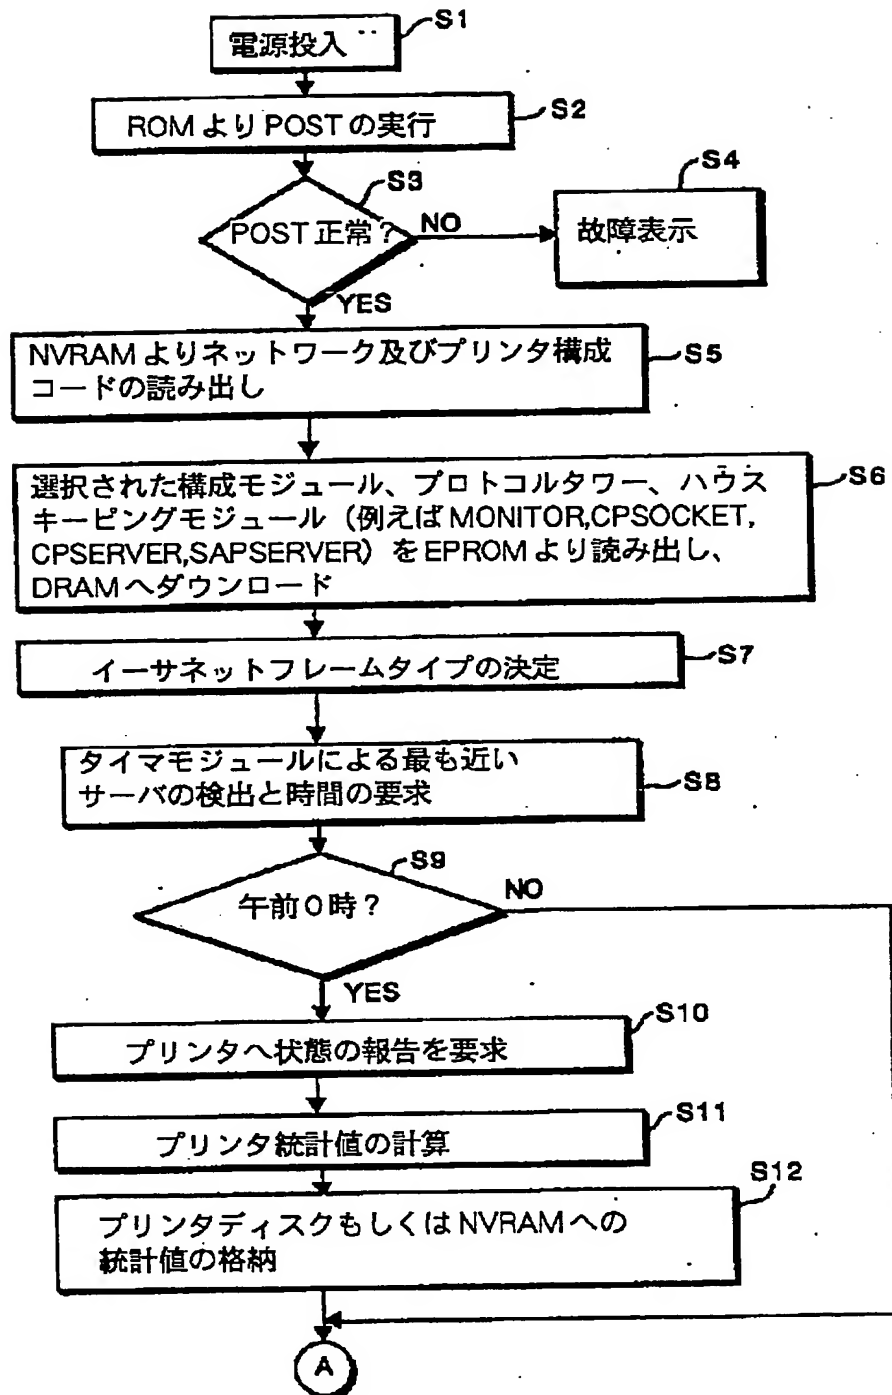 S1
電源投入
S2
ROMよりPOSTの実行
S3
POST正常?
NO
S4
故障表示
YES
NVRAMよりネットワーク及びプリンタ構成
コードの読み出し
S5
選択された構成モジュール、プロトコルタワー、ハウス
キーピングモジュール(例えばMONITOR,CPSOCKET,
CPSERVER,SAPSERVER)をEPROMより読み出し、
DRAMへダウンロード
S6
イーサネットフレームタイプの決定
S7
タイマモジュールによる最も近い
サーバの検出と時間の要求
S8
S9
午前0時?
NO
YES
S10
プリンタへ状態の報告を要求
S11
プリンタ統計値の計算
S12
プリンタディスクもしくはNVRAMへの
統計値の格納
A